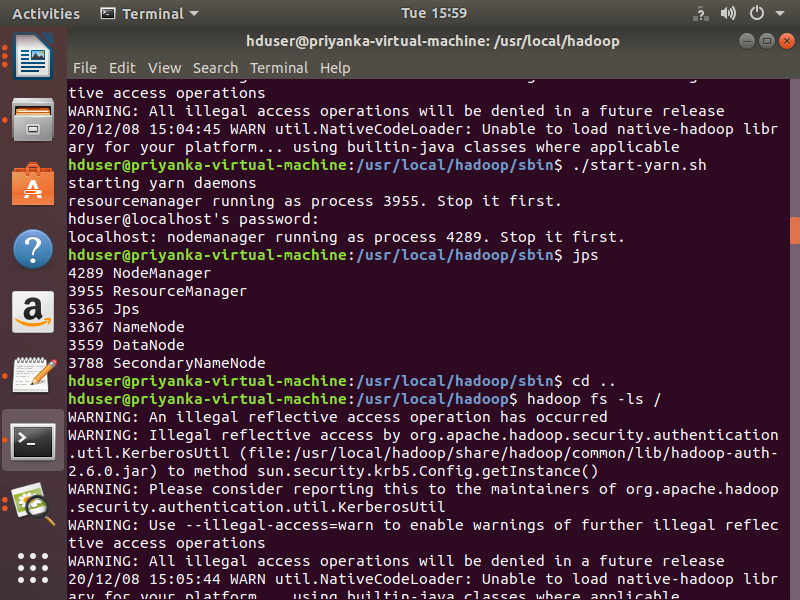 Activities Terminal Tue 15:59
hduser@priyanka-virtual-machine: /usr/local/hadoop
File Edit View Search Terminal Help
tive access operations
WARNING: All illegal access operations will be denied in a future release
20/12/08 15:04:45 WARN util.NativeCodeLoader: Unable to load native-hadoop libr
ary for your platform... using builtin-java classes where applicable
hduser@priyanka-virtual-machine:/usr/local/hadoop/sbin$ ./start-yarn.sh
starting yarn daemons
resourcemanager running as process 3955. Stop it first.
hduser@localhost's password:
localhost: nodemanager running as process 4289. Stop it first.
hduser@priyanka-virtual-machine:/usr/local/hadoop/sbin$ jps
4289 NodeManager
3955 ResourceManager
5365 Jps
3367 NameNode
3559 DataNode
3788 SecondaryNameNode
hduser@priyanka-virtual-machine:/usr/local/hadoop/sbin$ cd ..
hduser@priyanka-virtual-machine:/usr/local/hadoop$ hadoop fs -ls /
WARNING: An illegal reflective access operation has occurred
WARNING: Illegal reflective access by org.apache.hadoop.security.authentication
.util.KerberosUtil (file:/usr/local/hadoop/share/hadoop/common/lib/hadoop-auth-
2.6.0.jar) to method sun.security.krb5.Config.getInstance()
WARNING: Please consider reporting this to the maintainers of org.apache.hadoop
.security.authentication.util.KerberosUtil
WARNING: Use --illegal-access=warn to enable warnings of further illegal reflec
tive access operations
WARNING: All illegal access operations will be denied in a future release
20/12/08 15:05:44 WARN util.NativeCodeLoader: Unable to load native-hadoop libr
ary for your platform... using builtin-java classes where applicable